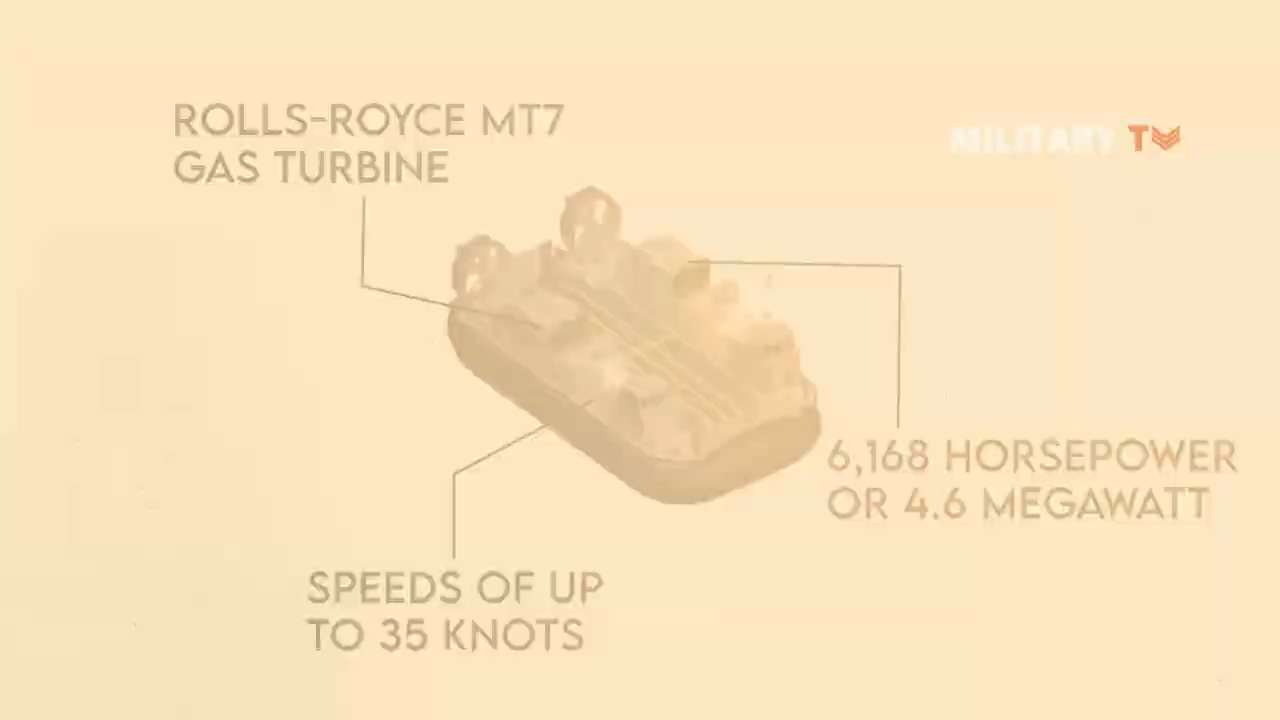 ROLLS-ROYCE MT7
GAS TURBINE
MILITARY TV
6,168 HORSEPOWER
OR 4.6 MEGAWATT
SPEEDS OF UP
TO 35 KNOTS